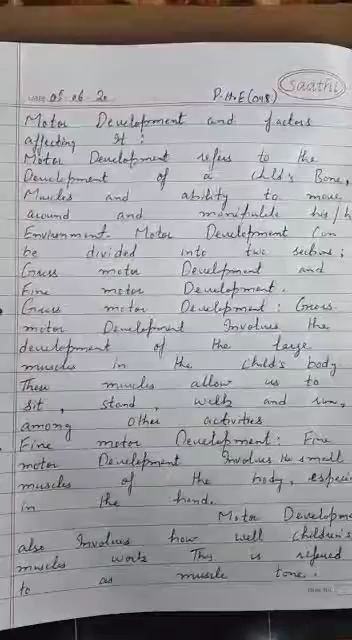 saathi
DATE 05.06.20 P.H.E(048)
Motor Development and factors
affecting It :
Motor Development refers to the
Development of a child's Bone,
Muscles and ability to move
around and manipulate his/h
Envirnment. Motor Development Can
be divided into two sections;
Gross motor Development and
Fine motor Development.
Gross motor Development: Gross
motor Development Involves the
development of the large
muscles in the child's body
These muscles allow us to
sit, stand, walk and run,
among other activities
Fine motor Development: Fine
motor Development Involves the small
muscles of the body, especia
in the hand.
Motor Developm
also Involves how well children's
muscles work This is refered
to as muscle tone.